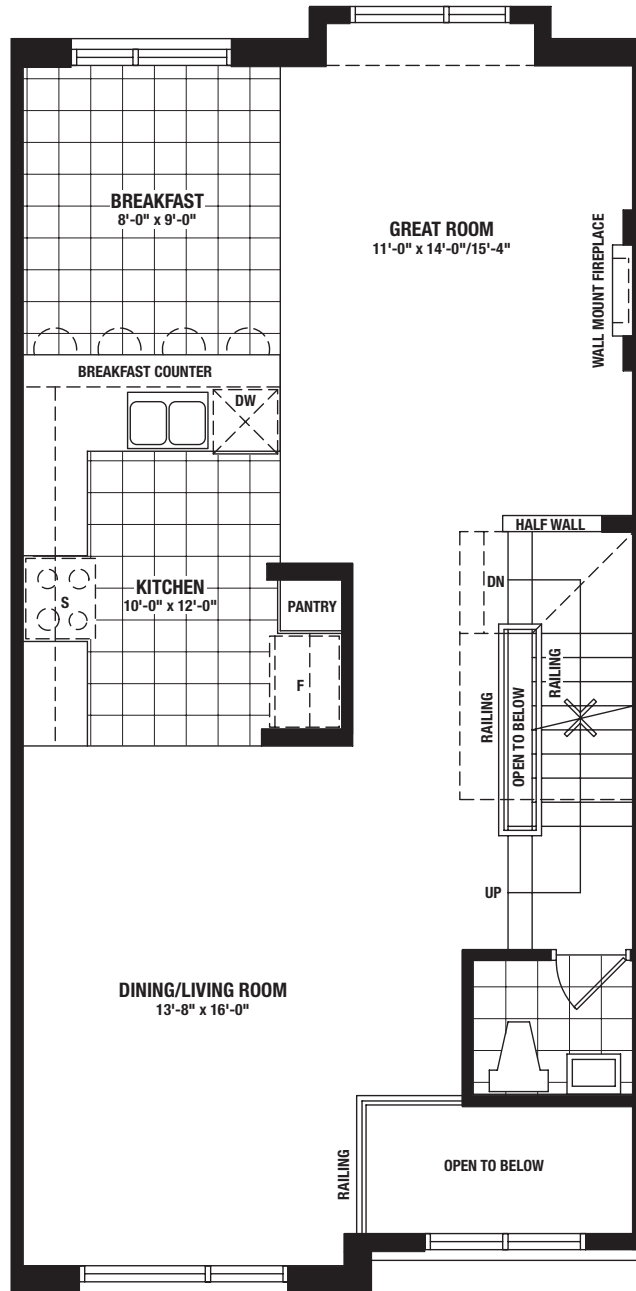 BREAKFAST
8'-0" x 9'-0"
GREAT ROOM
11'-0" x 14'-0"/15'-4"
WALL MOUNT FIREPLACE
BREAKFAST COUNTER
DW
HALF WALL
DN
S
KITCHEN
10'-0" x 12'-0"
PANTRY
F
RAILING
OPEN TO BELOW
RAILING
UP
DINING/LIVING ROOM
13'-8" x 16'-0"
RAILING
OPEN TO BELOW